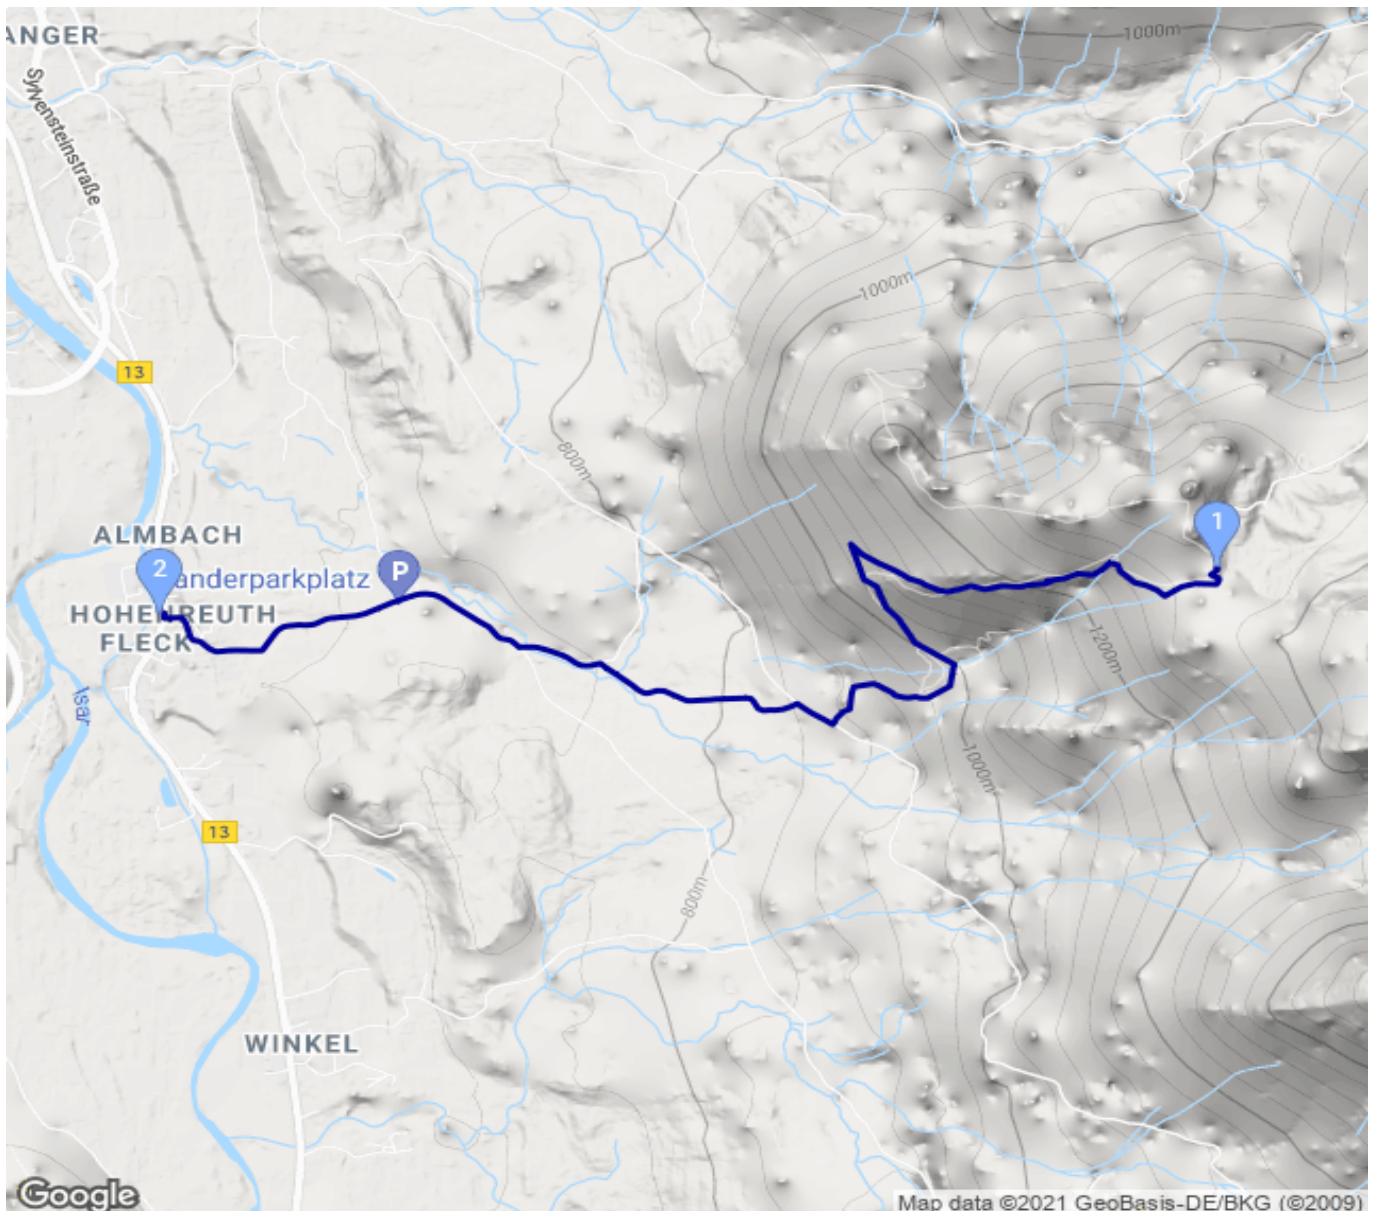 ANGER
1000m
Sylvensteinstraße
1000m
13
800m
1
ALMBACH
2
anderparkplatz
P
HOHENREUTH
FLECK
1200m
Isar
1000m
13
800m
WINKEL
Google
Map data ©2021 GeoBasis-DE/BKG (©2009)